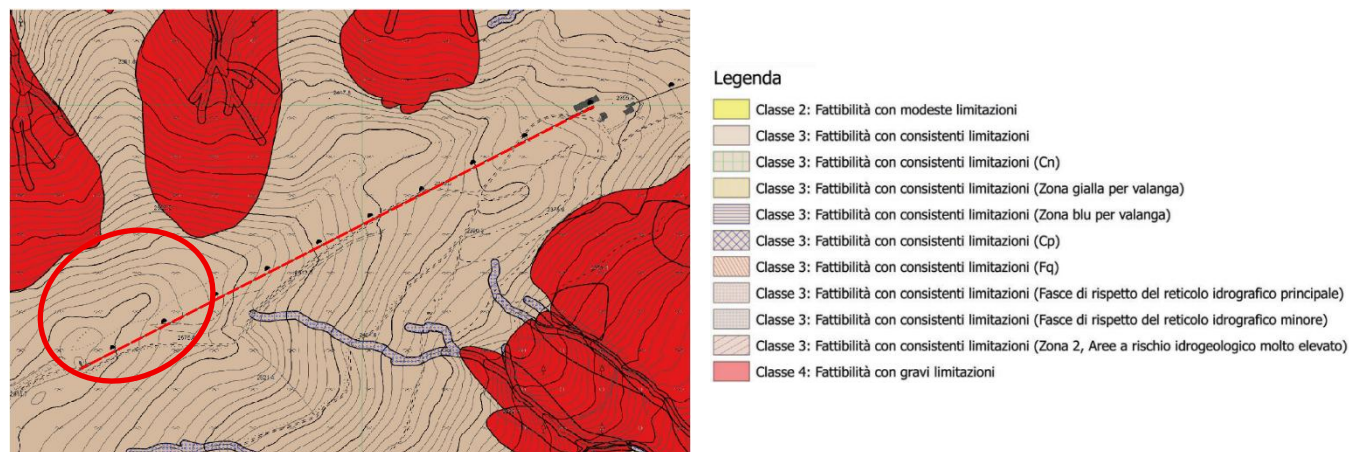 Legenda
Classe 2: Fattibilità con modeste limitazioni
Classe 3: Fattibilità con consistenti limitazioni
Classe 3: Fattibilità con consistenti limitazioni (Cn)
Classe 3: Fattibilità con consistenti limitazioni (Zona gialla per valanga)
Classe 3: Fattibilità con consistenti limitazioni (Zona blu per valanga)
Classe 3: Fattibilità con consistenti limitazioni (Cp)
Classe 3: Fattibilità con consistenti limitazioni (Fq)
Classe 3: Fattibilità con consistenti limitazioni (Fasce di rispetto del reticolo idrografico principale)
Classe 3: Fattibilità con consistenti limitazioni (Fasce di rispetto del reticolo idrografico minore)
Classe 3: Fattibilità con consistenti limitazioni (Zona 2, Aree a rischio idrogeologico molto elevato)
Classe 4: Fattibilità con gravi limitazioni